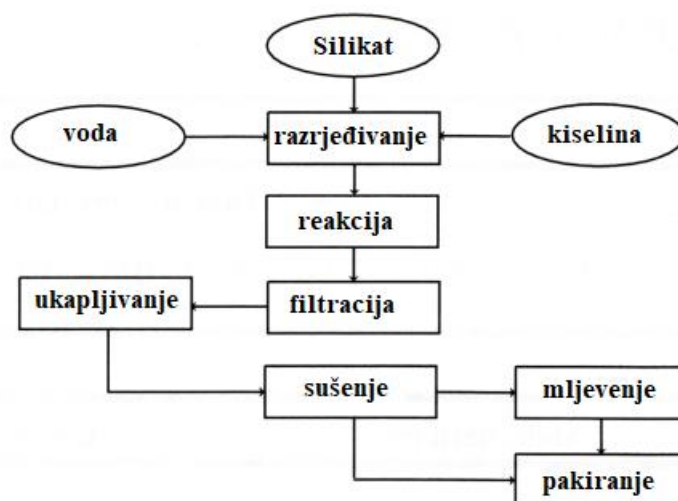 Silikat
voda
razrjeđivanje
kiselina
reakcija
ukapljivanje
filtracija
sušenje
mljevenje
pakiranje